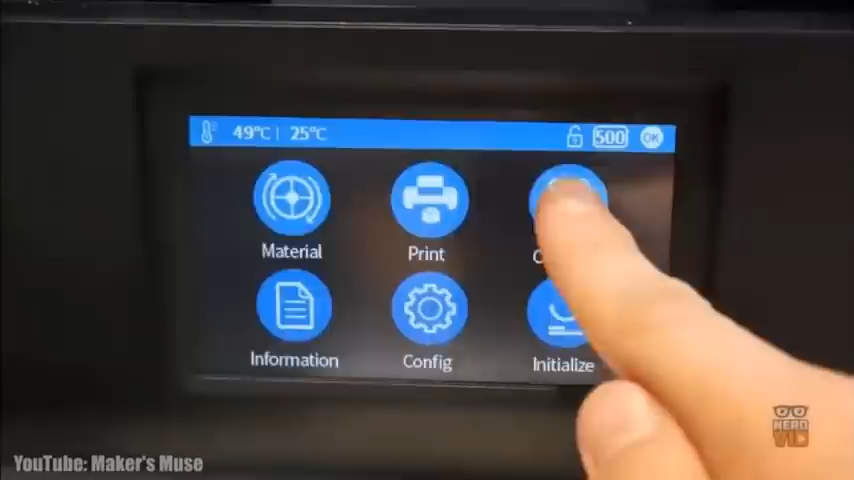 49°C | 25°C 500 OK
Material Print
Information Config Initialize
YouTube: Maker's Muse
NERD
VID